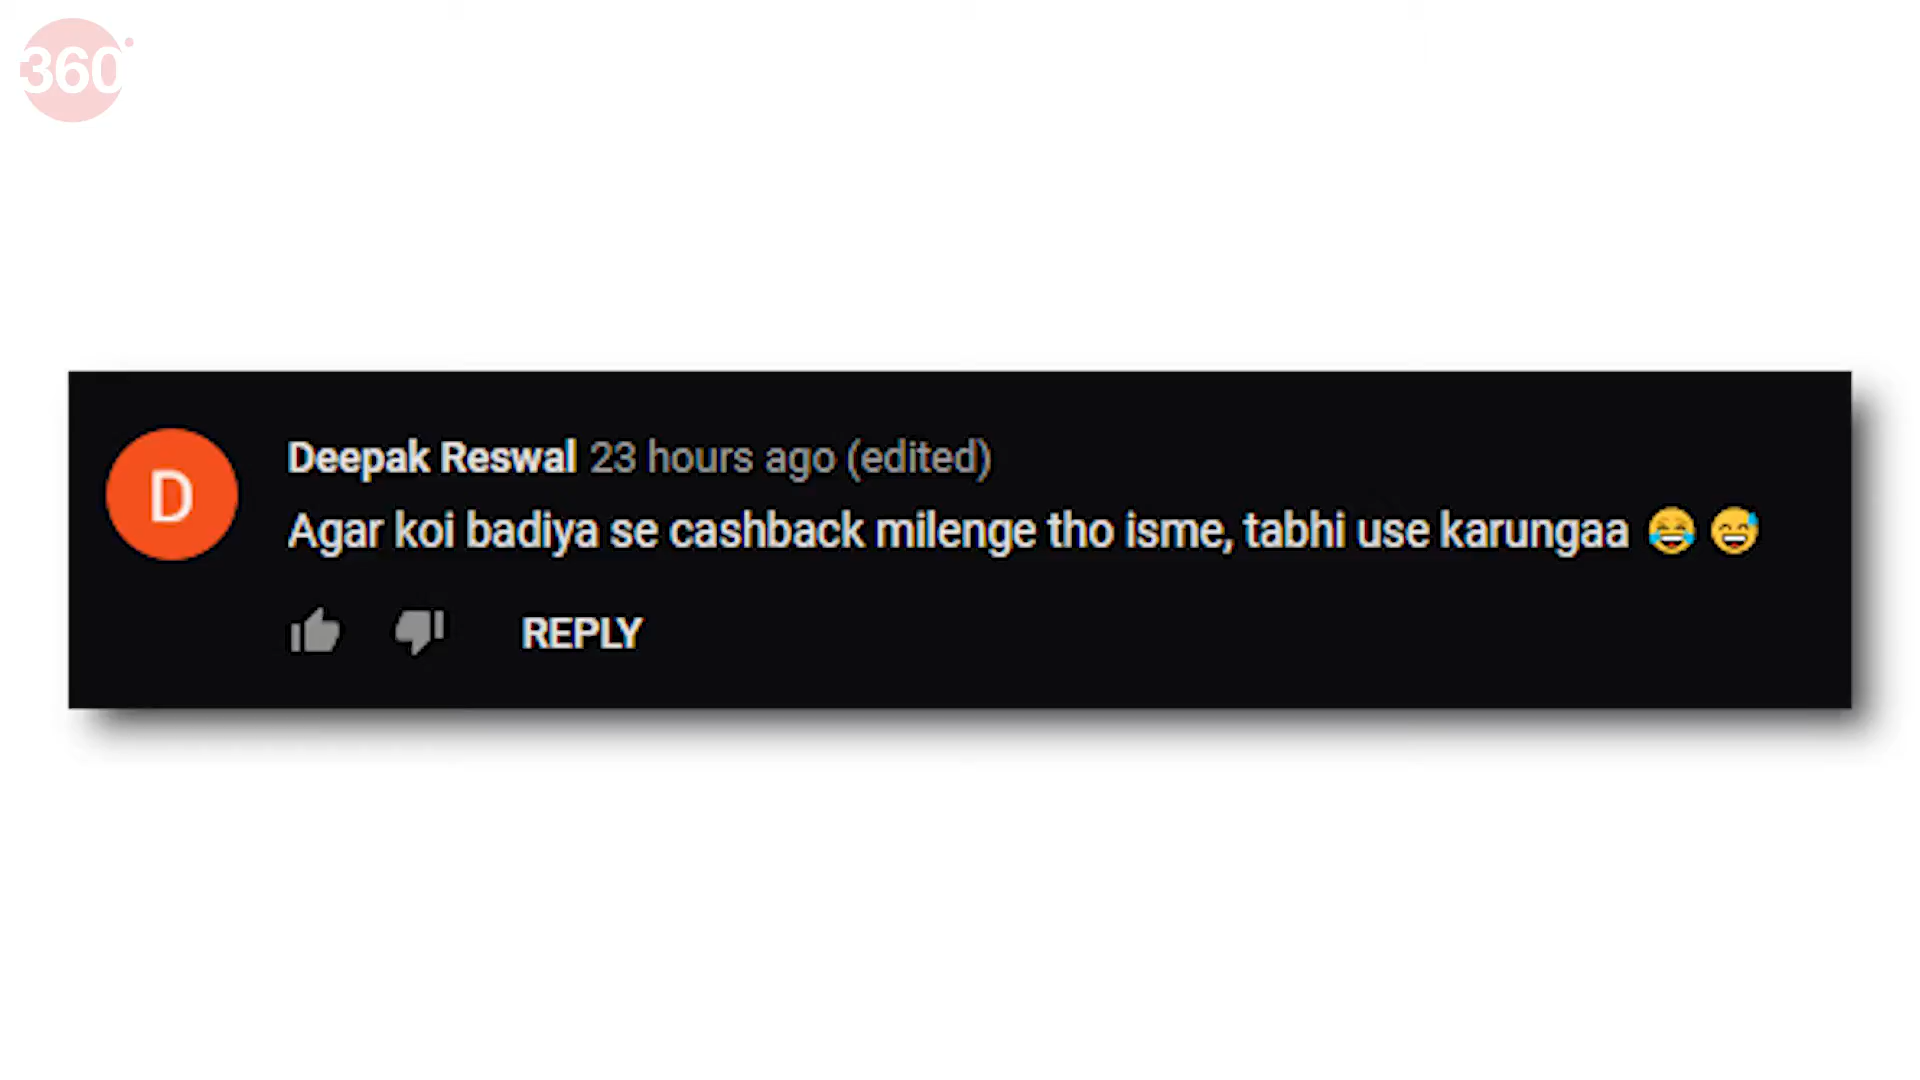 360°
D
Deepak Reswal 23 hours ago (edited)
Agar koi badiya se cashback milenge tho isme, tabhi use karungaa 😂 😅
REPLY